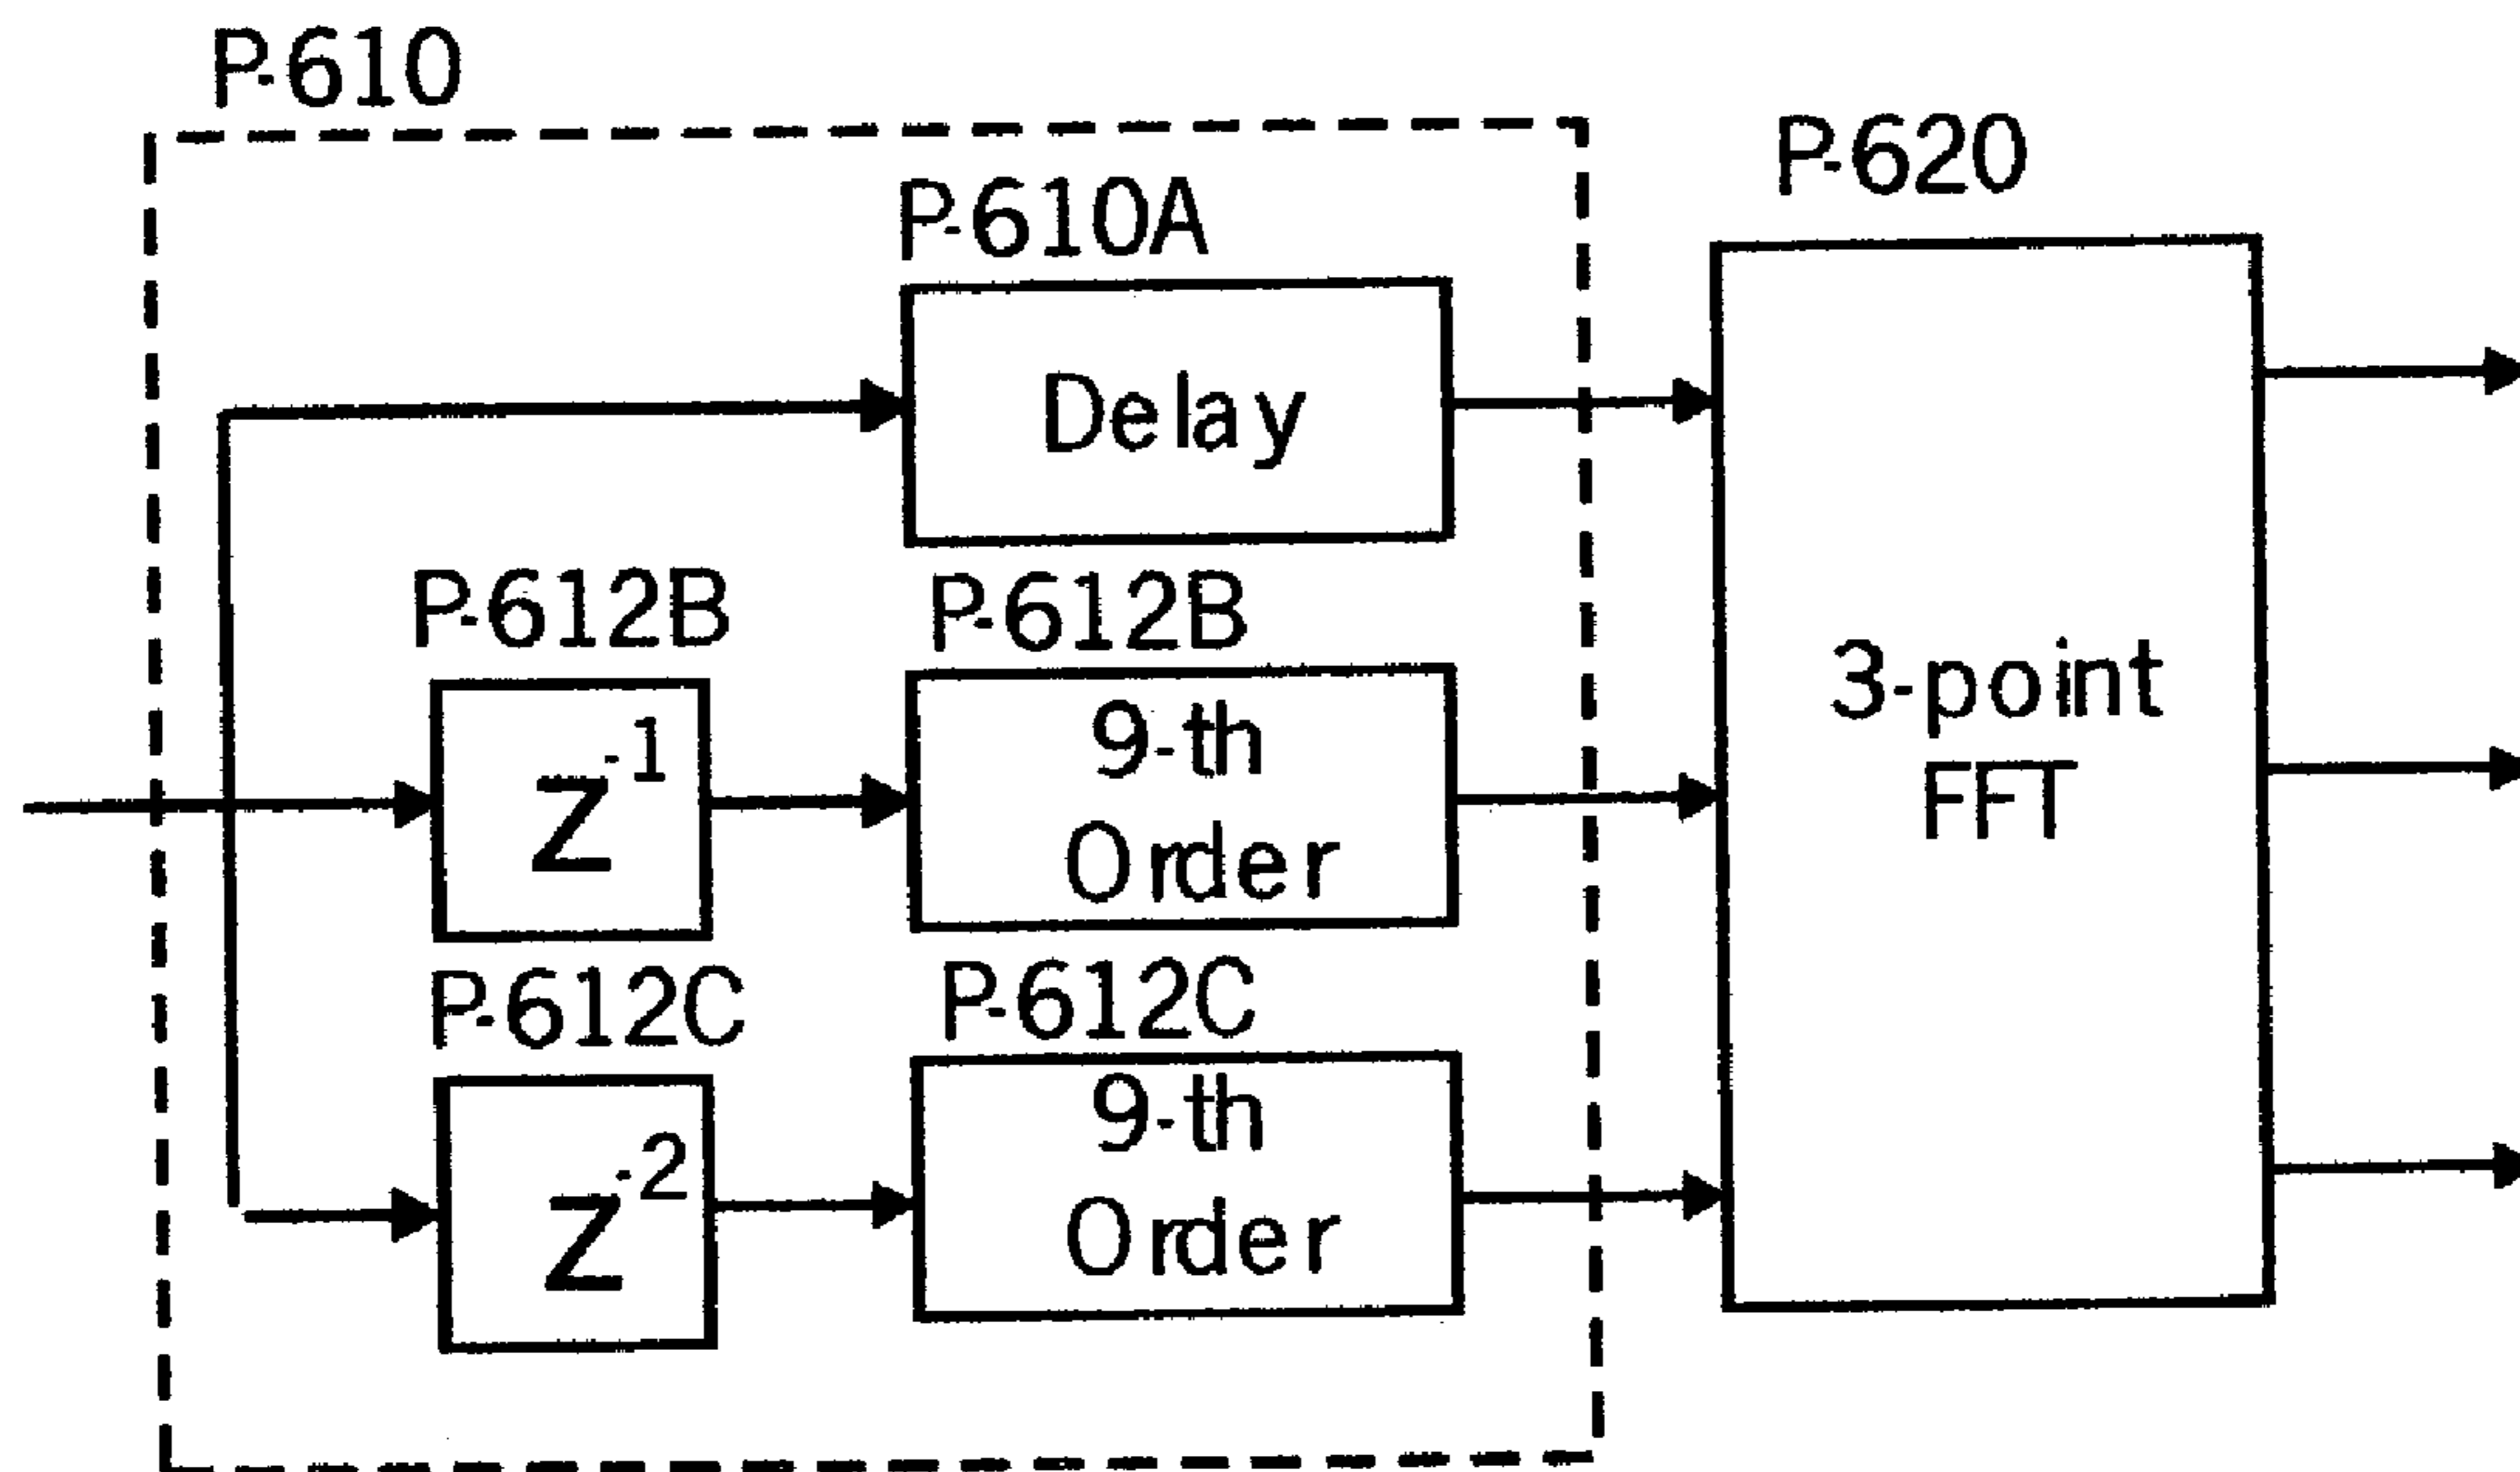 P-610
P-620
P-610A
Delay
P-612B
P-612B
Z-1
9-th
Order
3-point
FFT
P-612C
P-612C
Z-2
9-th
Order